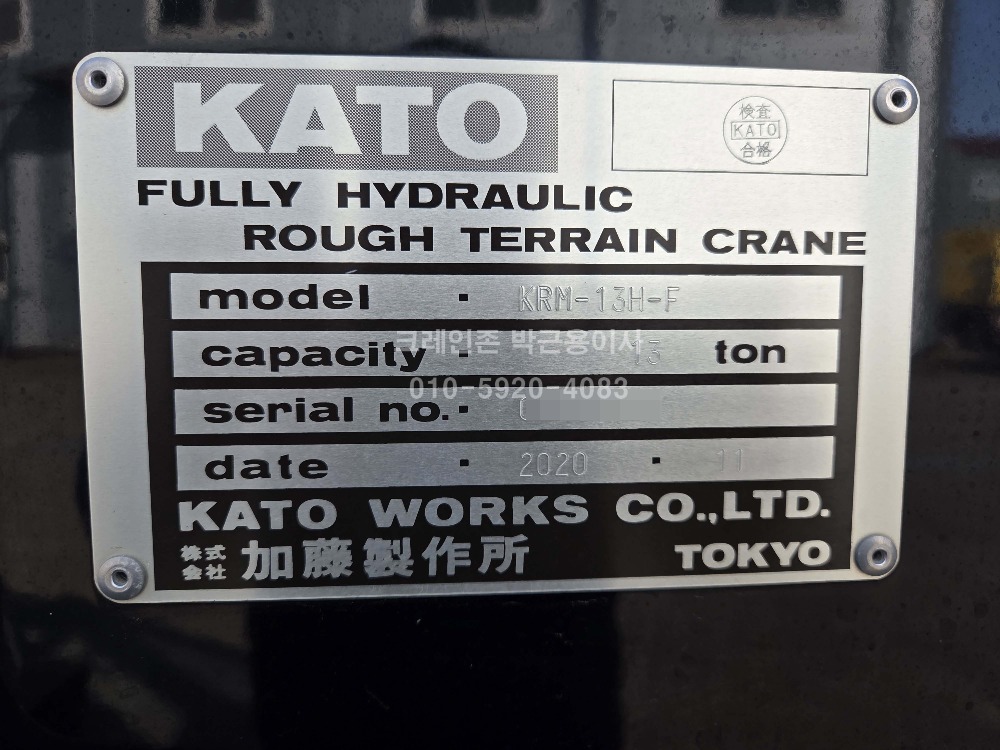 KATO
検査
KATO
合格
FULLY HYDRAULIC
ROUGH TERRAIN CRANE
model · KRM-13H-F
capacity · 13 ton
크레인존 박근용이사
010-5920-4083
serial no. ·
date · 2020 · 11
KATO WORKS CO.,LTD.
株式会社 加藤製作所 TOKYO